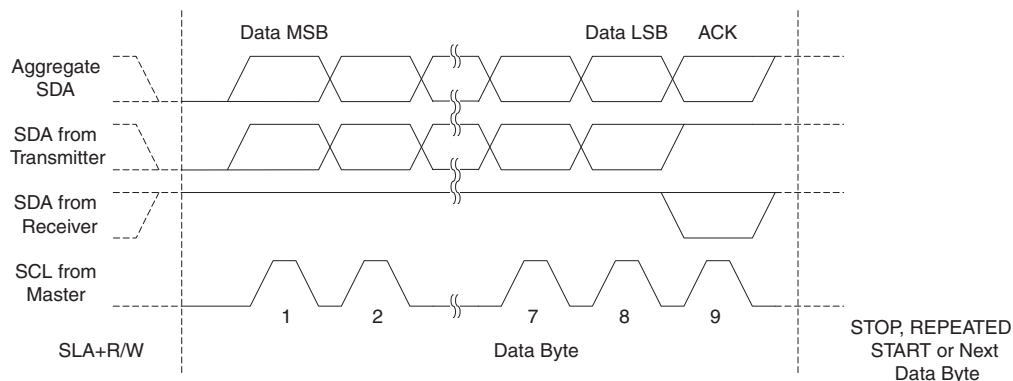 Data MSB
Data LSB
ACK
Aggregate
SDA
SDA from
Transmitter
SDA from
Receiver
SCL from
Master
1
2
7
8
9
SLA+R/W
Data Byte
STOP, REPEATED
START or Next
Data Byte